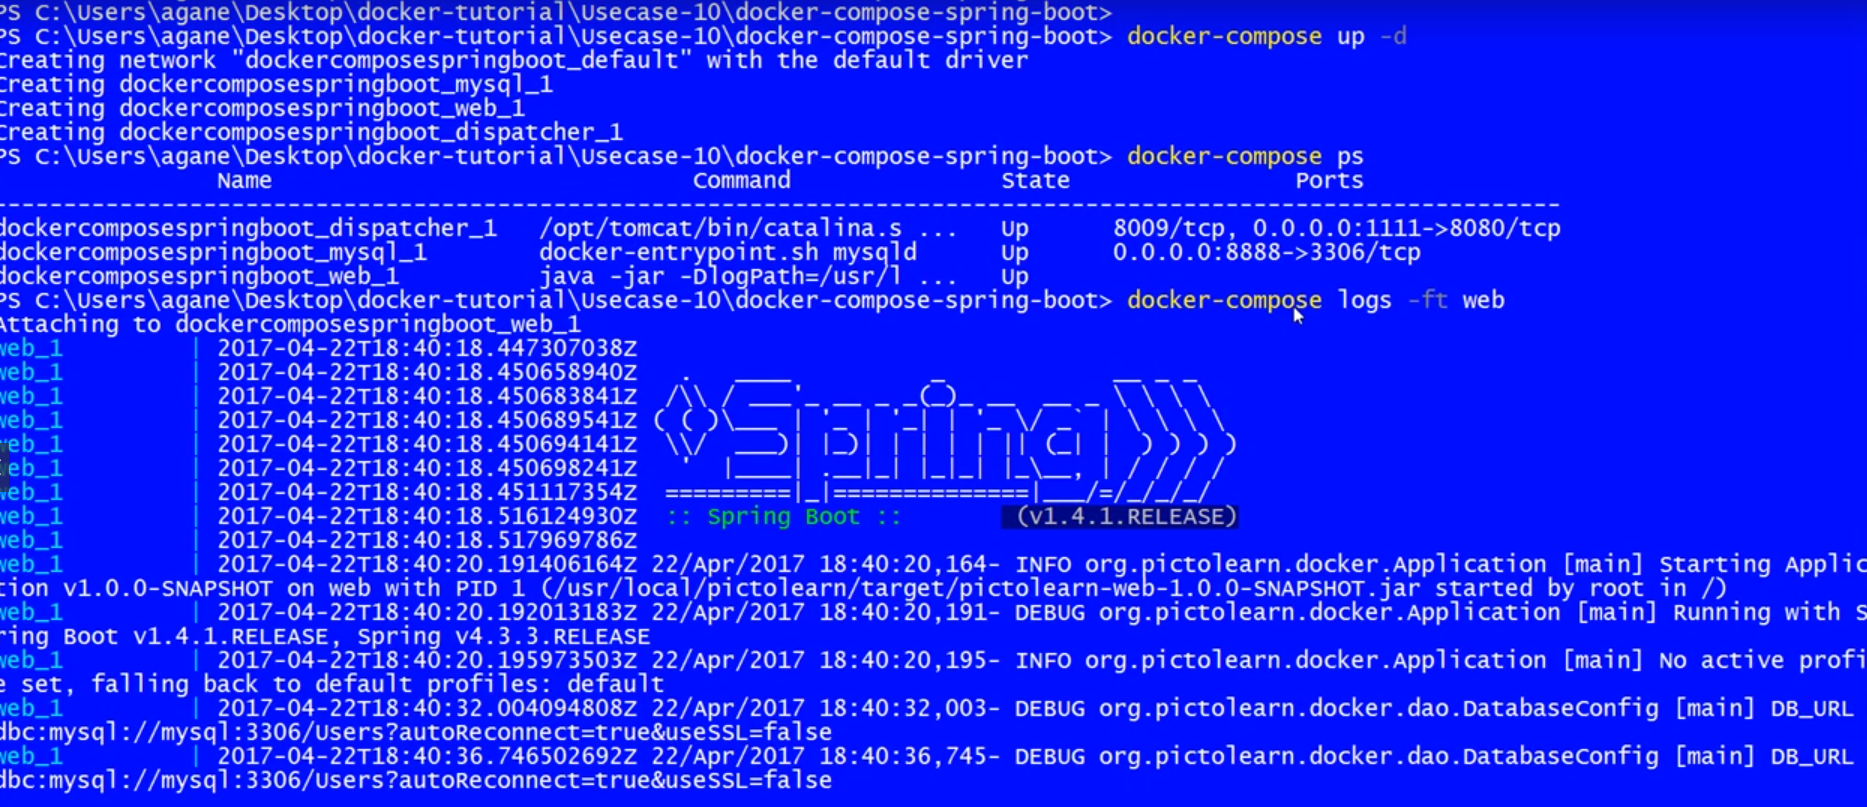 PS C:\Users\agane\Desktop\docker-tutorial\Usecase-10\docker-compose-spring-boot>
PS C:\Users\agane\Desktop\docker-tutorial\Usecase-10\docker-compose-spring-boot> docker-compose up -d
Creating network "dockercomposespringboot_default" with the default driver
Creating dockercomposespringboot_mysql_1
Creating dockercomposespringboot_web_1
Creating dockercomposespringboot_dispatcher_1
PS C:\Users\agane\Desktop\docker-tutorial\Usecase-10\docker-compose-spring-boot> docker-compose ps
Name Command State Ports
dockercomposespringboot_dispatcher_1 /opt/tomcat/bin/catalina.s ... Up 8009/tcp, 0.0.0.0:1111->8080/tcp
dockercomposespringboot_mysql_1 docker-entrypoint.sh mysqld Up 0.0.0.0:8888->3306/tcp
dockercomposespringboot_web_1 java -jar -DlogPath=/usr/l ... Up
PS C:\Users\agane\Desktop\docker-tutorial\Usecase-10\docker-compose-spring-boot> docker-compose logs -ft web
Attaching to dockercomposespringboot_web_1
web_1 | 2017-04-22T18:40:18.447307038Z
web_1 | 2017-04-22T18:40:18.450658940Z
web_1 | 2017-04-22T18:40:18.450683841Z
web_1 | 2017-04-22T18:40:18.450689541Z
web_1 | 2017-04-22T18:40:18.450694141Z
web_1 | 2017-04-22T18:40:18.450698241Z
web_1 | 2017-04-22T18:40:18.451117354Z
Spring
web_1 | 2017-04-22T18:40:18.516124930Z :: Spring Boot :: (v1.4.1.RELEASE)
web_1 | 2017-04-22T18:40:18.517969786Z
web_1 | 2017-04-22T18:40:20.191406164Z 22/Apr/2017 18:40:20,164- INFO org.pictolearn.docker.Application [main] Starting Applic
tion v1.0.0-SNAPSHOT on web with PID 1 (/usr/local/pictolearn/target/pictolearn-web-1.0.0-SNAPSHOT.jar started by root in /)
web_1 | 2017-04-22T18:40:20.192013183Z 22/Apr/2017 18:40:20,191- DEBUG org.pictolearn.docker.Application [main] Running with S
ring Boot v1.4.1.RELEASE, Spring v4.3.3.RELEASE
web_1 | 2017-04-22T18:40:20.195973503Z 22/Apr/2017 18:40:20,195- INFO org.pictolearn.docker.Application [main] No active profi
e set, falling back to default profiles: default
web_1 | 2017-04-22T18:40:32.004094808Z 22/Apr/2017 18:40:32,003- DEBUG org.pictolearn.docker.dao.DatabaseConfig [main] DB_URL
dbc:mysql://mysql:3306/Users?autoReconnect=true&useSSL=false
web_1 | 2017-04-22T18:40:36.746502692Z 22/Apr/2017 18:40:36,745- DEBUG org.pictolearn.docker.dao.DatabaseConfig [main] DB_URL
dbc:mysql://mysql:3306/Users?autoReconnect=true&useSSL=false